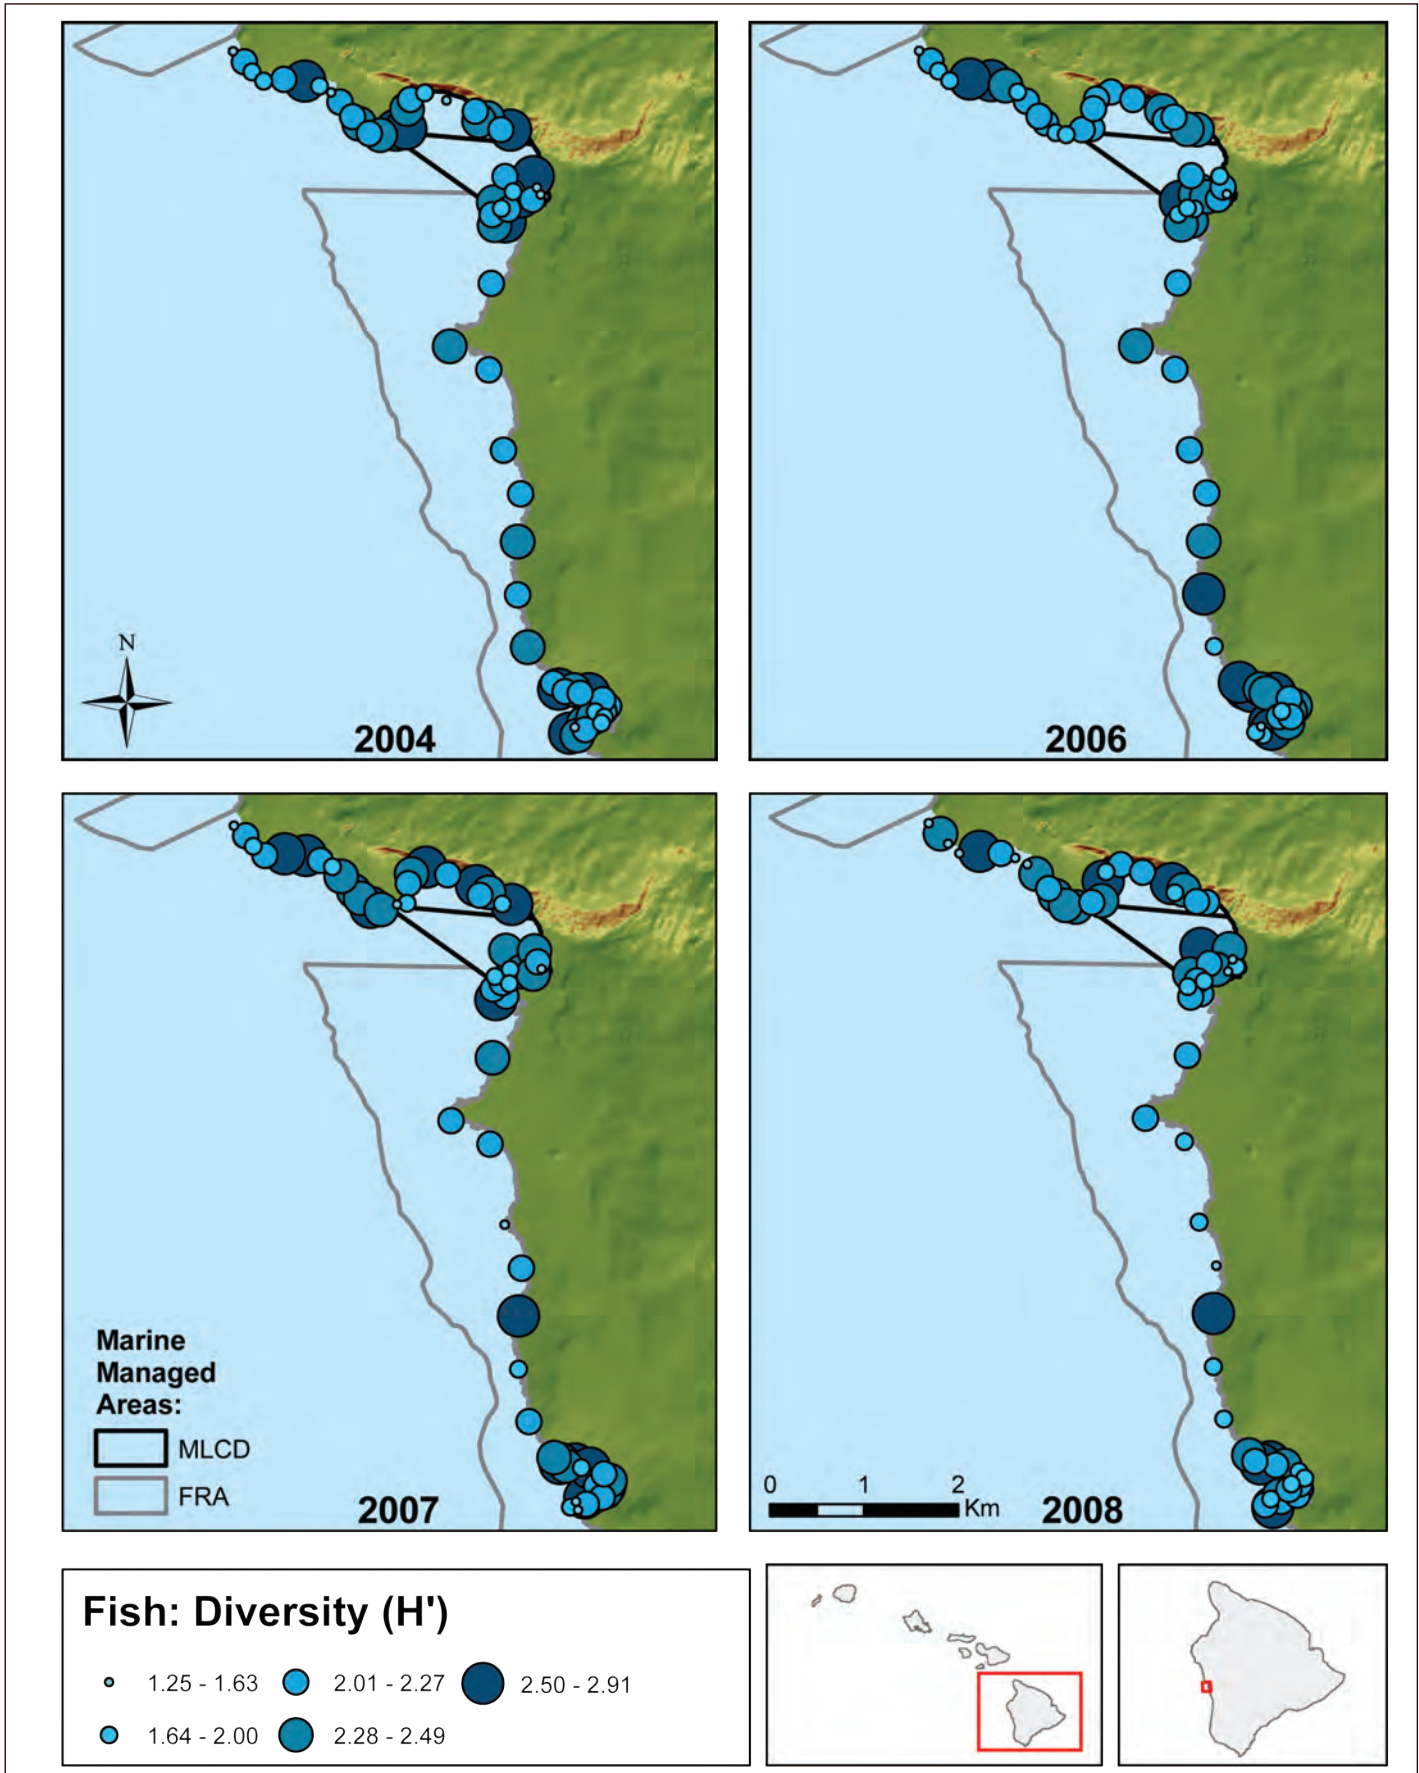 N
2004
2006
Marine
Managed
Areas:
MLCD
FRA
2007
0 1 2
Km
2008
Fish: Diversity (H')
1.25 - 1.63
2.01 - 2.27
2.50 - 2.91
1.64 - 2.00
2.28 - 2.49